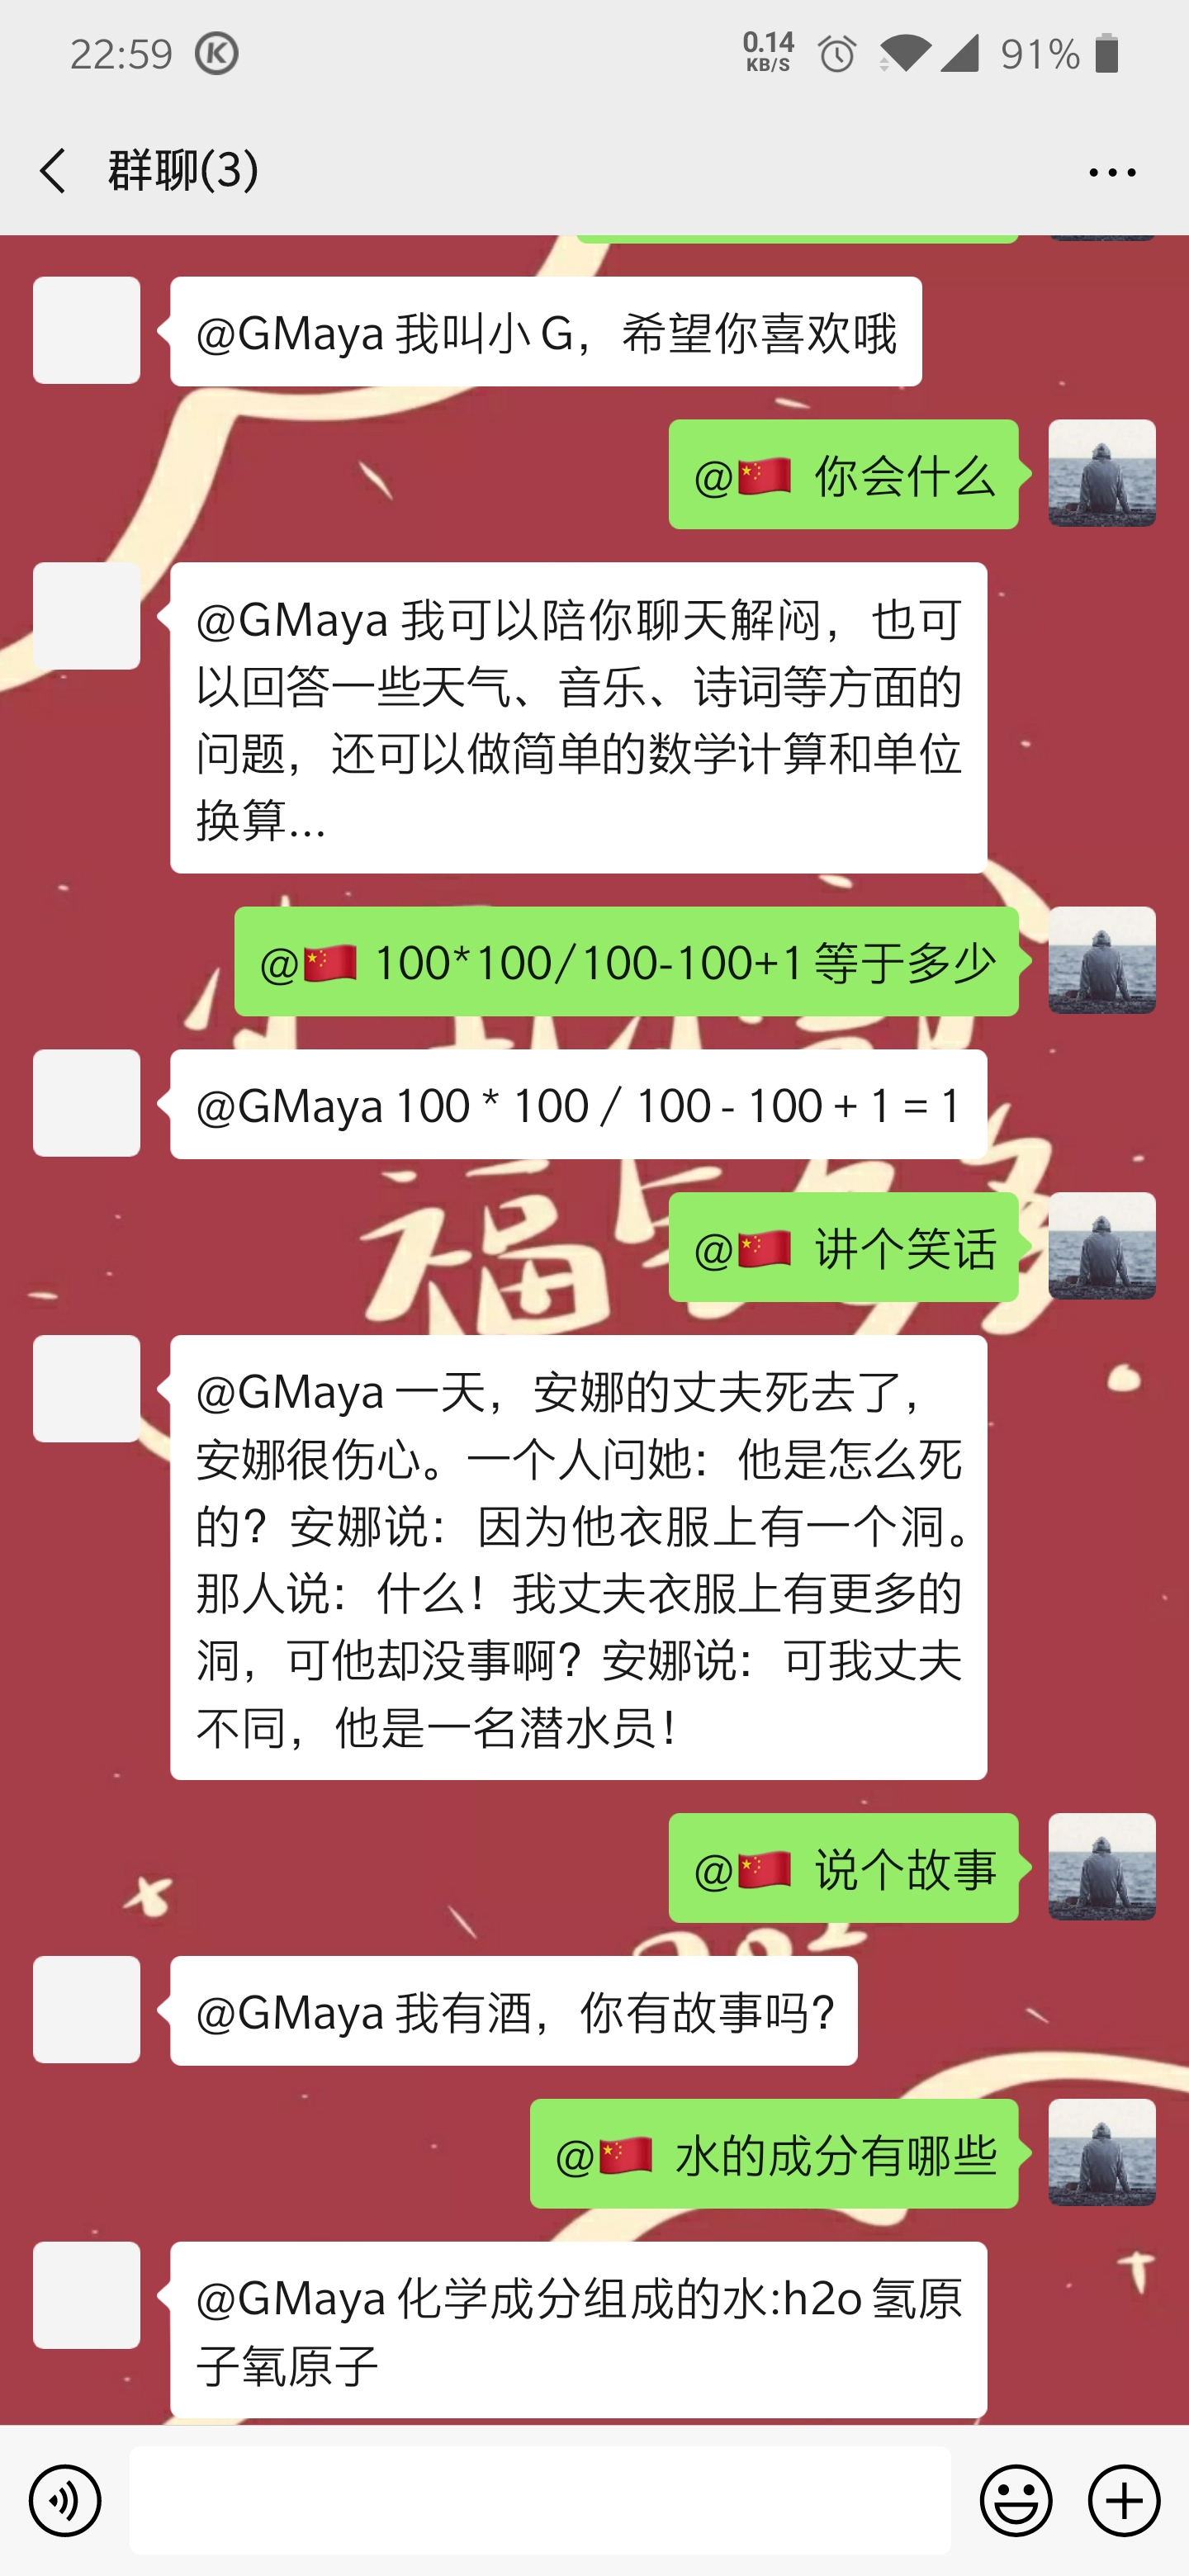 22:59
0.14
KB/S
91%
群聊(3)
@GMaya 我叫小 G，希望你喜欢哦
@🇨🇳 你会什么
@GMaya 我可以陪你聊天解闷，也可
以回答一些天气、音乐、诗词等方面的
问题，还可以做简单的数学计算和单位
换算...
@🇨🇳 100*100/100-100+1 等于多少
@GMaya 100 * 100 / 100 - 100 + 1 = 1
@🇨🇳 讲个笑话
@GMaya 一天，安娜的丈夫死去了，
安娜很伤心。一个人问她：他是怎么死
的？安娜说：因为他衣服上有一个洞。
那人说：什么！我丈夫衣服上有更多的
洞，可他却没事啊？安娜说：可我丈夫
不同，他是一名潜水员！
@🇨🇳 说个故事
@GMaya 我有酒，你有故事吗?
@🇨🇳 水的成分有哪些
@GMaya 化学成分组成的水:h2o 氢原
子氧原子